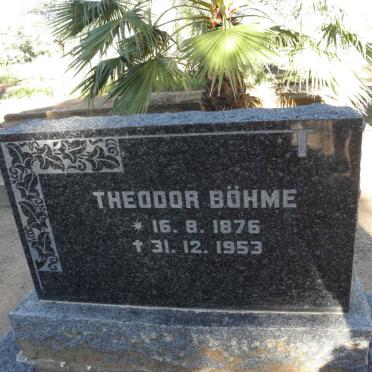 THEODOR BÖHME
* 16. 8. 1876
✝ 31. 12. 1953